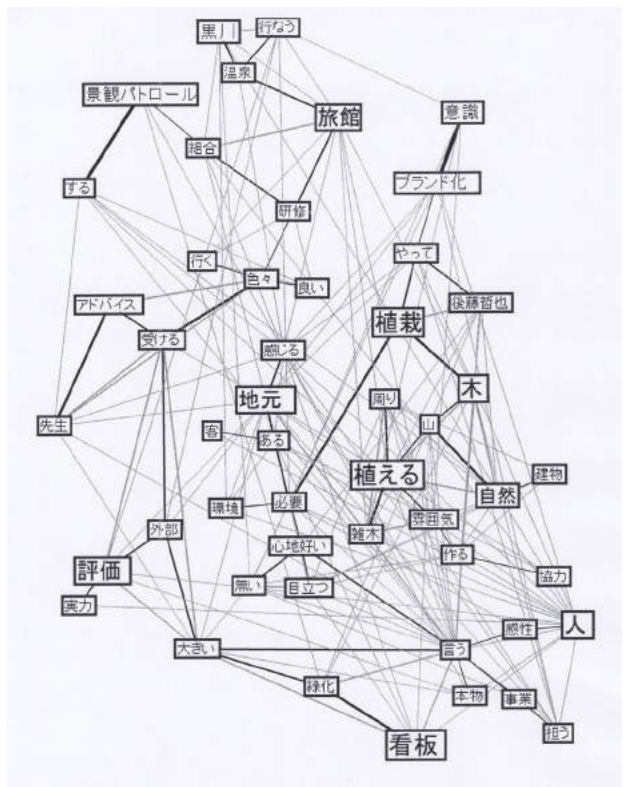 黒川
行なう
温泉
景観パトロール
旅館
意識
組合
する
ブランド化
研修
やって
行く
色々
良い
アドバイス
後藤哲也
植栽
受ける
感じる
地元
周り
木
先生
客
ある
山
植える
自然
建物
環境
必要
雰囲気
雑木
外部
心地好い
作る
評価
無い
目立つ
協力
実力
感性
人
大きい
言う
緑化
本物
事業
担う
看板